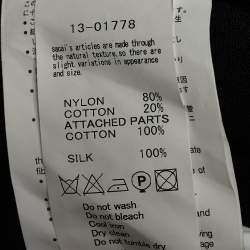 13-01778
sacai's articles are made through
the natural texture, so there are
slight variations in appearance
and size.
NYLON 80%
COTTON 20%
ATTACHED PARTS
COTTON 100%
SILK 100%
P
Do not wash
Do not bleach
Cool iron
Dry clean
Do not tumble dry